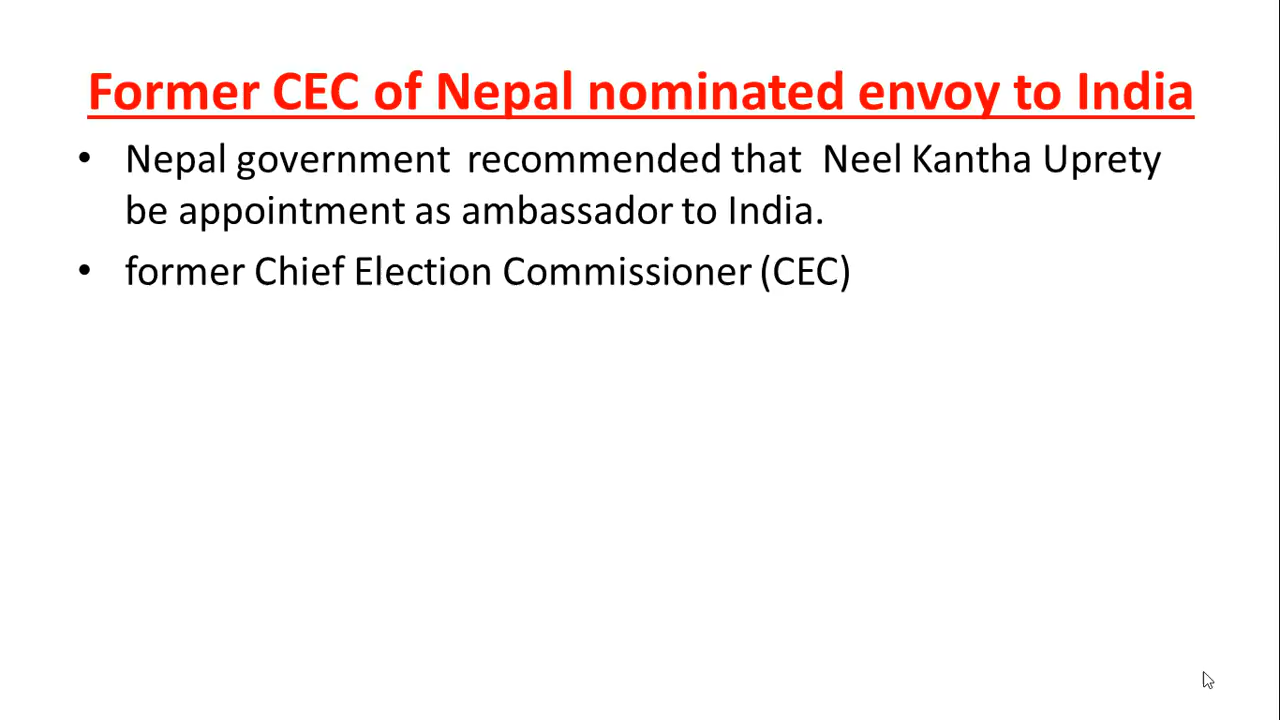 Former CEC of Nepal nominated envoy to India
• Nepal government recommended that Neel Kantha Uprety
be appointment as ambassador to India.
• former Chief Election Commissioner (CEC)